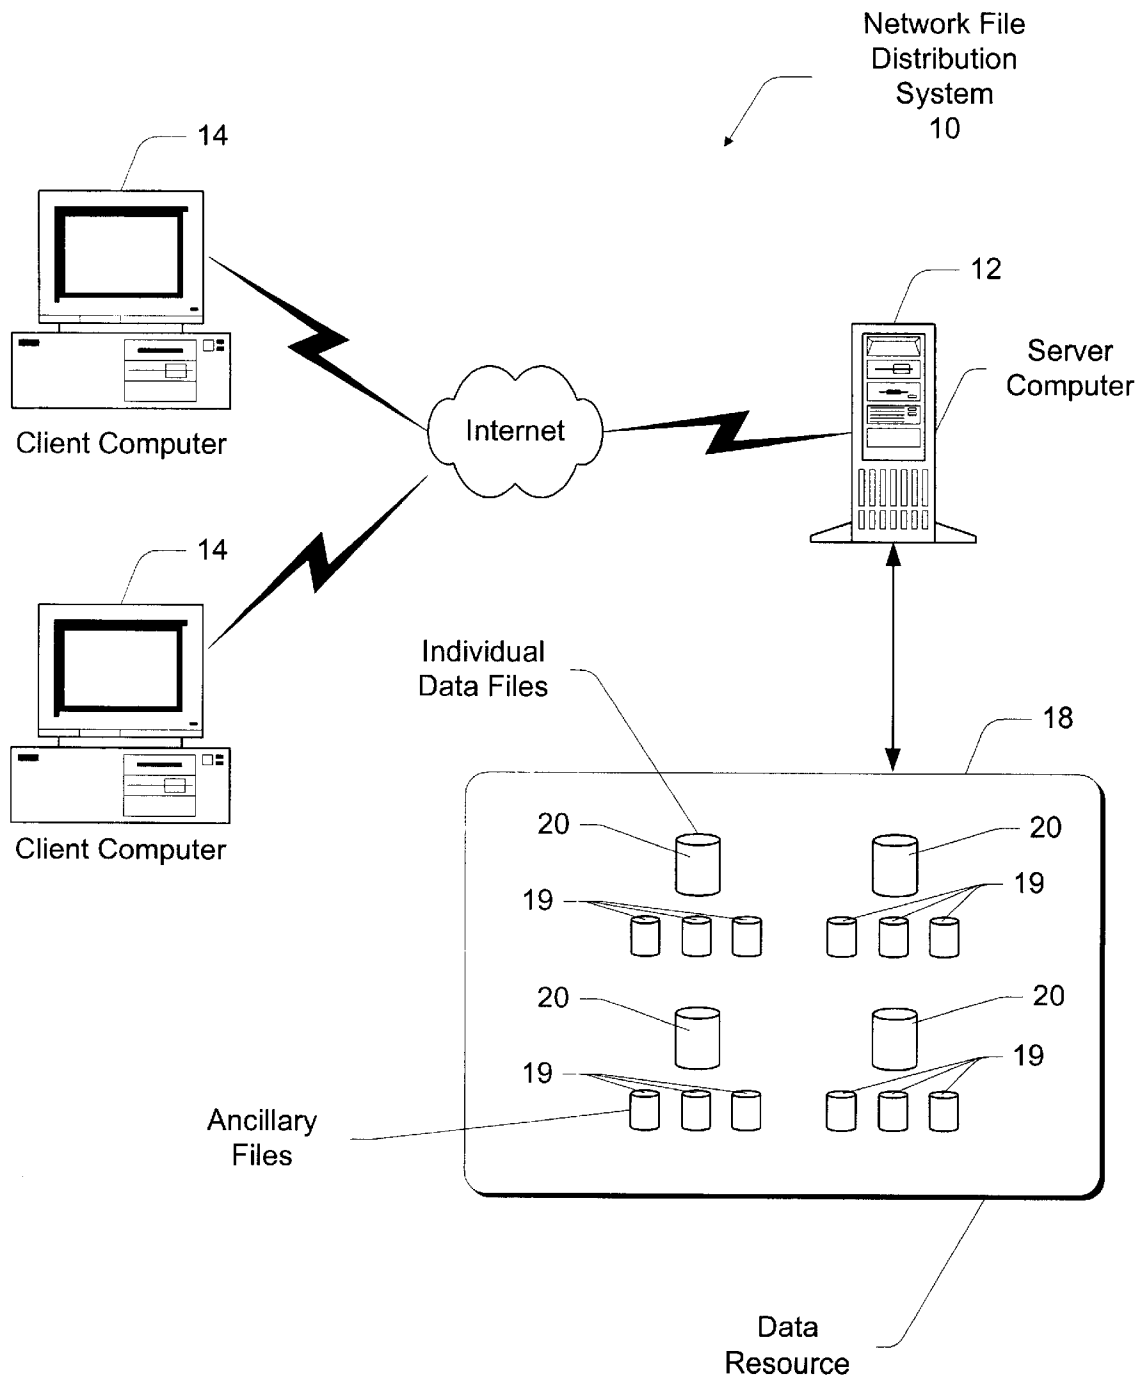 Network File
Distribution
System
10
14
Client Computer
12
Server
Computer
Internet
14
Client Computer
Individual
Data Files
18
20
20
19
19
20
20
19
19
Ancillary
Files
Data
Resource